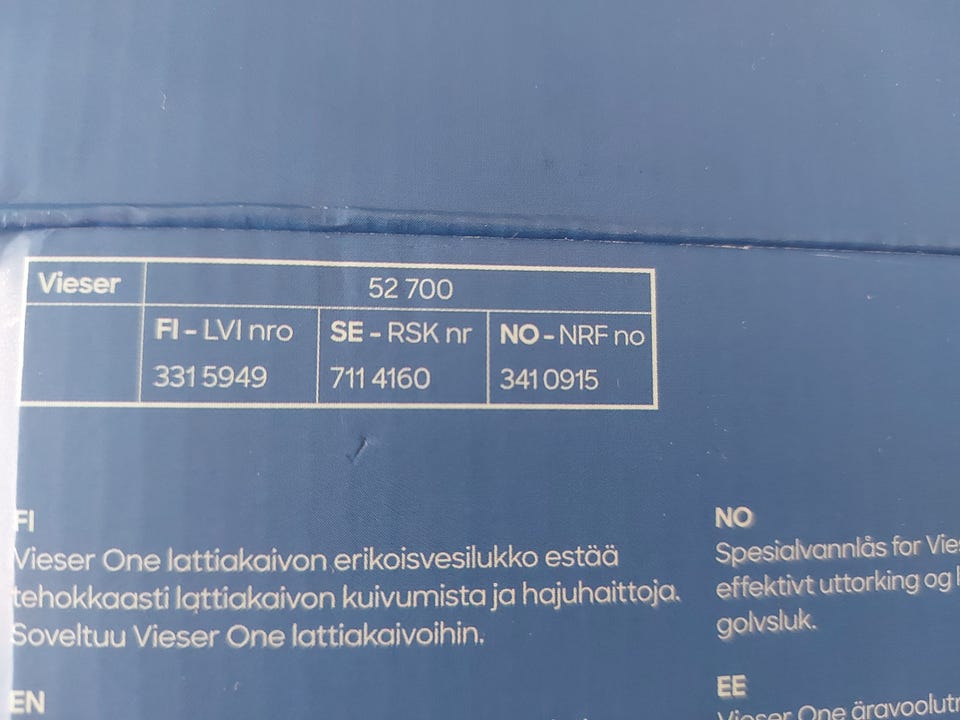 Vieser 52 700
FI – LVI nro SE – RSK nr NO – NRF no
331 5949 711 4160 341 0915
FI
Vieser One lattiakaivon erikoisvesilukko estää
tehokkaasti lattiakaivon kuivumista ja hajuhaittoja.
Soveltuu Vieser One lattiakaivoihin.
EN
NO
Spesialvannlås for
effektivt uttorking og
golvsluk.
EE
Vieser One